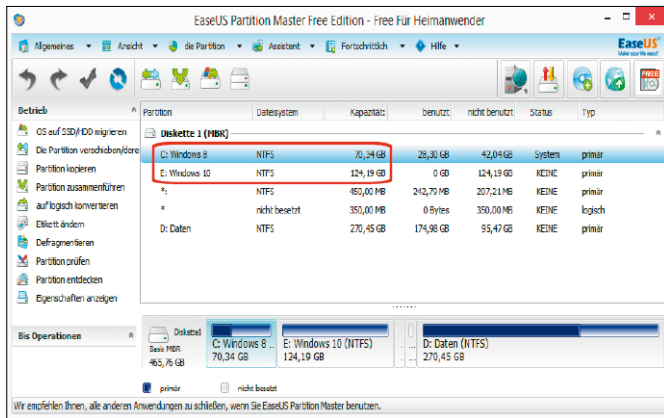 EaseUS Partition Master Free Edition - Free Für Heimanwender
Allgemeines Ansicht die Partition Assistent Fortschrittlich Hilfe
EaseUS
Make your life easy!
FREE
Betrieb
OS auf SSD/HDD migrieren
Die Partition verschieben/ändere
Partition kopieren
Partition zusammenführen
auf logisch konvertieren
Etikett ändern
Defragmentieren
Partition prüfen
Partition entdecken
Eigenschaften anzeigen
Bis Operationen
Partition Dateisystem Kapazität: benutzt nicht benutzt Status Typ
Diskette 1 (MBR)
C: Windows 8 NTFS 70,34 GB 28,30 GB 42,04 GB System primär
E: Windows 10 NTFS 124,19 GB 0 GB 124,19 GB KEINE primär
*: NTFS 450,00 MB 242,79 MB 207,21 MB KEINE primär
* nicht besetzt 350,00 MB 0 Bytes 350,00 MB KEINE logisch
D: Daten NTFS 270,45 GB 174,98 GB 95,47 GB KEINE primär
Diskette1
Basis MBR
465,76 GB
C: Windows 8 ..
70,34 GB
E: Windows 10 (NTFS)
124,19 GB
D: Daten (NTFS)
270,45 GB
primär nicht besetzt
Wir empfehlen Ihnen, alle anderen Anwendungen zu schließen, wenn Sie EaseUS Partition Master benutzen.